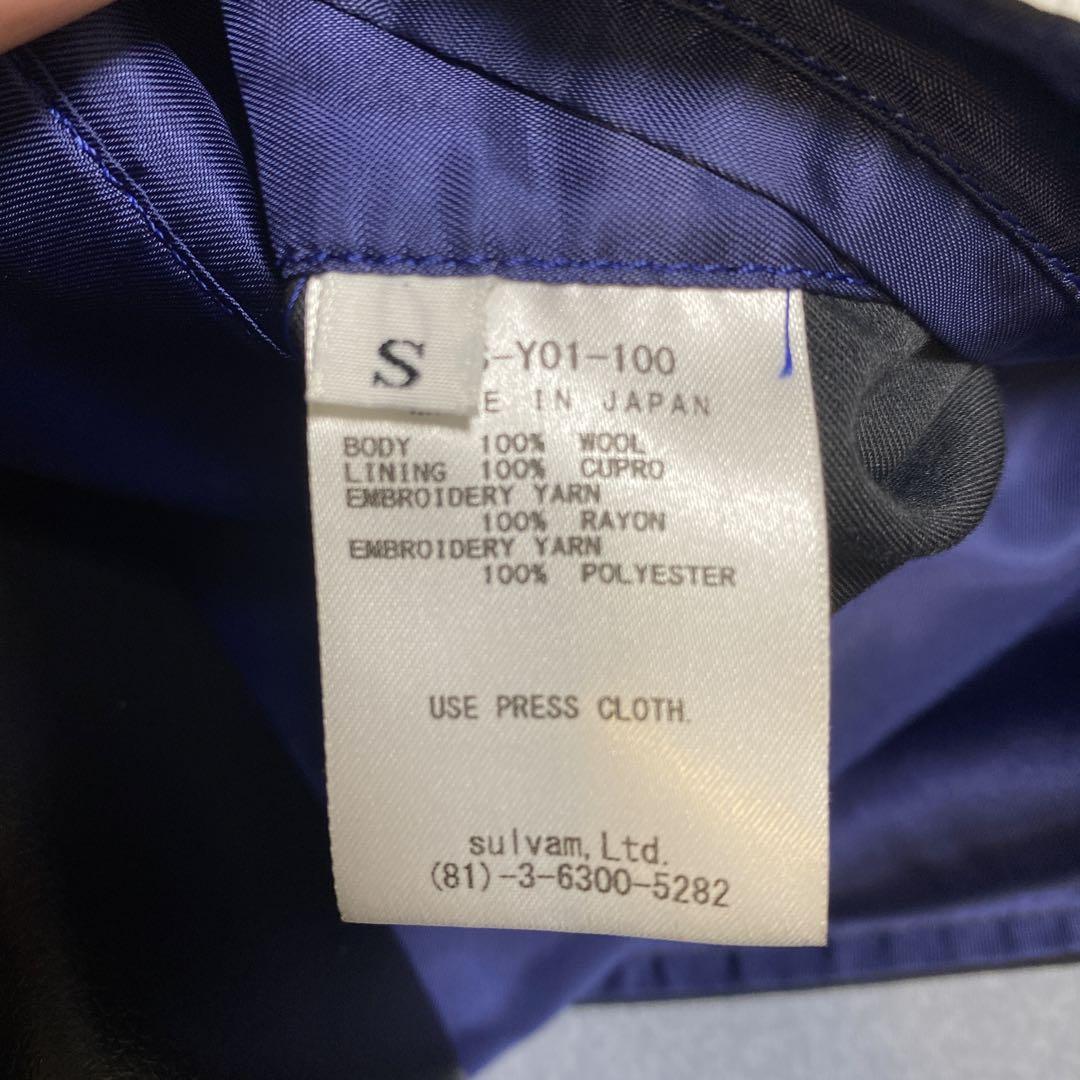 S
-Y01-100
IN JAPAN
BODY 100% WOOL
LINING 100% CUPRO
EMBROIDERY YARN
100% RAYON
EMBROIDERY YARN
100% POLYESTER
USE PRESS CLOTH.
sulvam, Ltd.
(81)-3-6300-5282